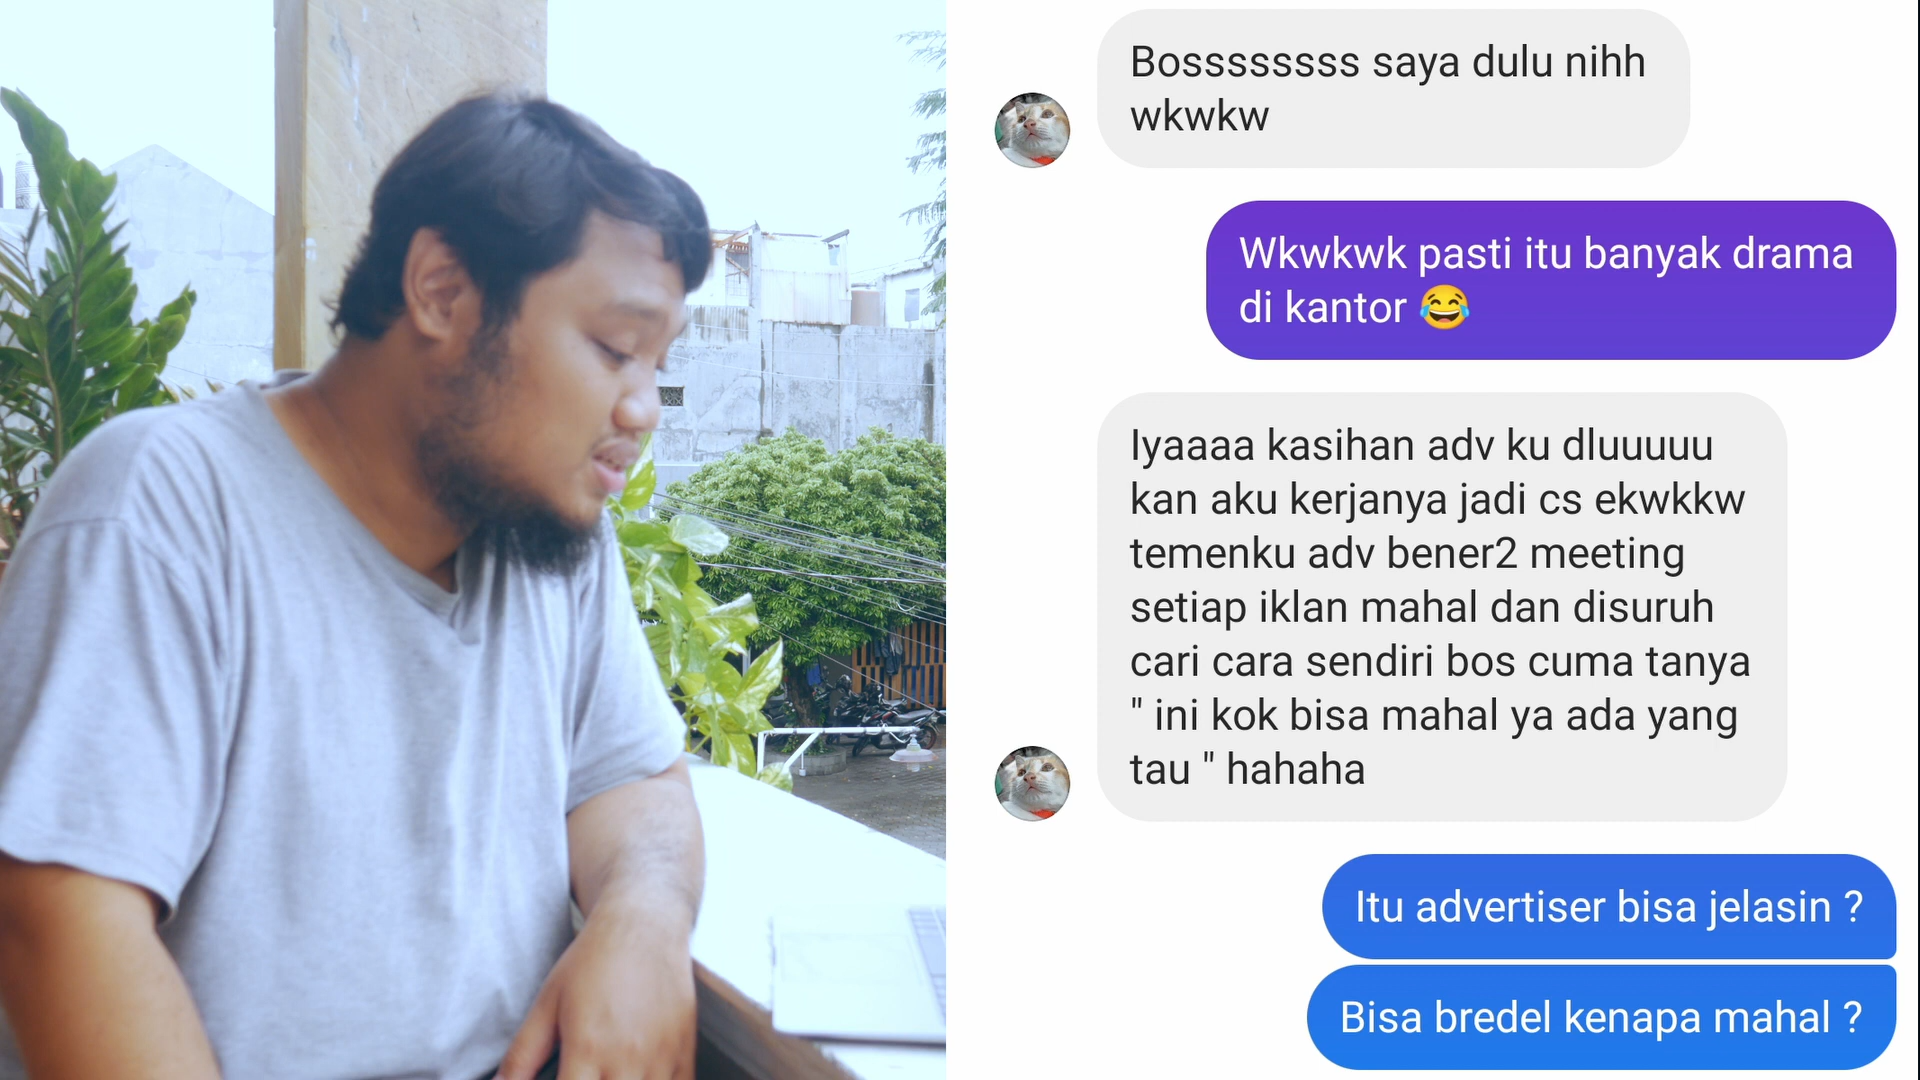 Bosssssssss saya dulu nihh
wkwkw
Wkwkwk pasti itu banyak drama
di kantor 😂
Iyaaaa kasihan adv ku dluuuuu
kan aku kerjanya jadi cs ekwkkw
temenku adv bener2 meeting
setiap iklan mahal dan disuruh
cari cara sendiri bos cuma tanya
" ini kok bisa mahal ya ada yang
tau " hahaha
Itu advertiser bisa jelasin ?
Bisa bredel kenapa mahal ?